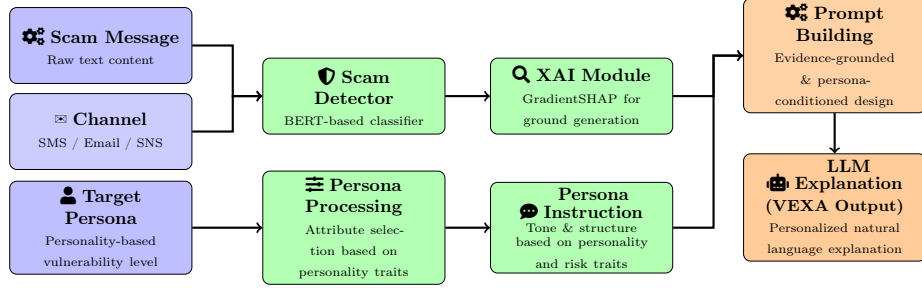 Scam Message
Raw text content
Channel
SMS / Email / SNS
Target
Persona
Personality-based
vulnerability level
Scam
Detector
BERT-based classifier
Persona
Processing
Attribute selec-
tion based on
personality traits
XAI Module
GradientSHAP for
ground generation
Persona
Instruction
Tone & structure
based on personality
and risk traits
Prompt
Building
Evidence-grounded
& persona-
conditioned design
LLM
Explanation
(VEXA Output)
Personalized natural
language explanation